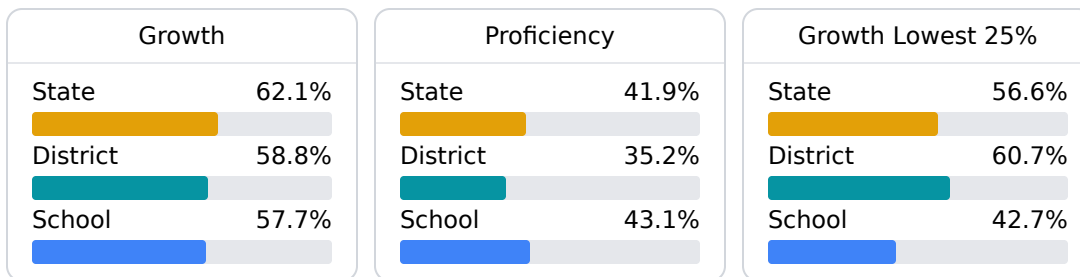 Growth
State 62.1%
District 58.8%
School 57.7%
Proficiency
State 41.9%
District 35.2%
School 43.1%
Growth Lowest 25%
State 56.6%
District 60.7%
School 42.7%